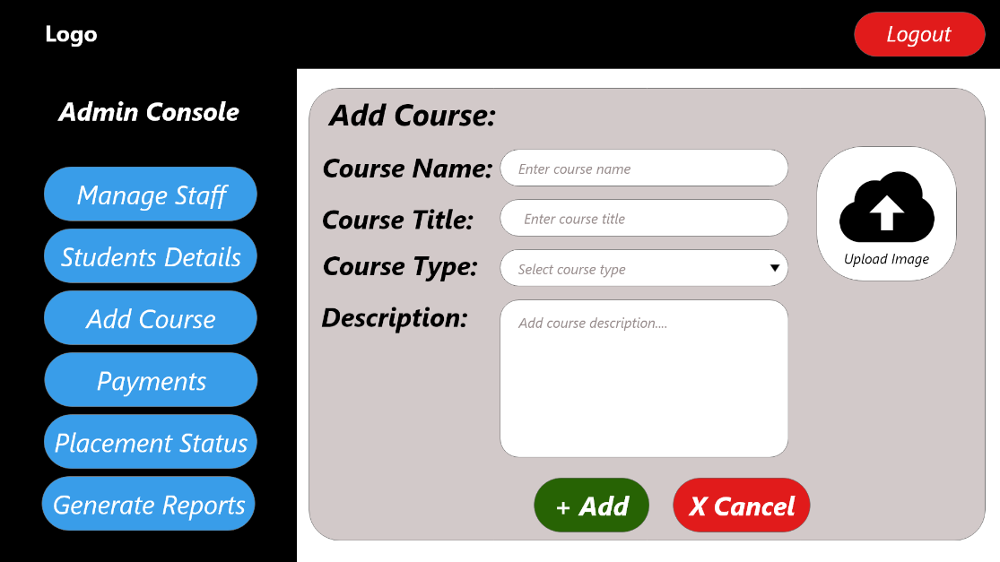 Logo
Logout
Admin Console
Manage Staff
Students Details
Add Course
Payments
Placement Status
Generate Reports
Add Course:
Course Name: Enter course name
Course Title: Enter course title
Course Type: Select course type
Description: Add course description....
Upload Image
+ Add
X Cancel